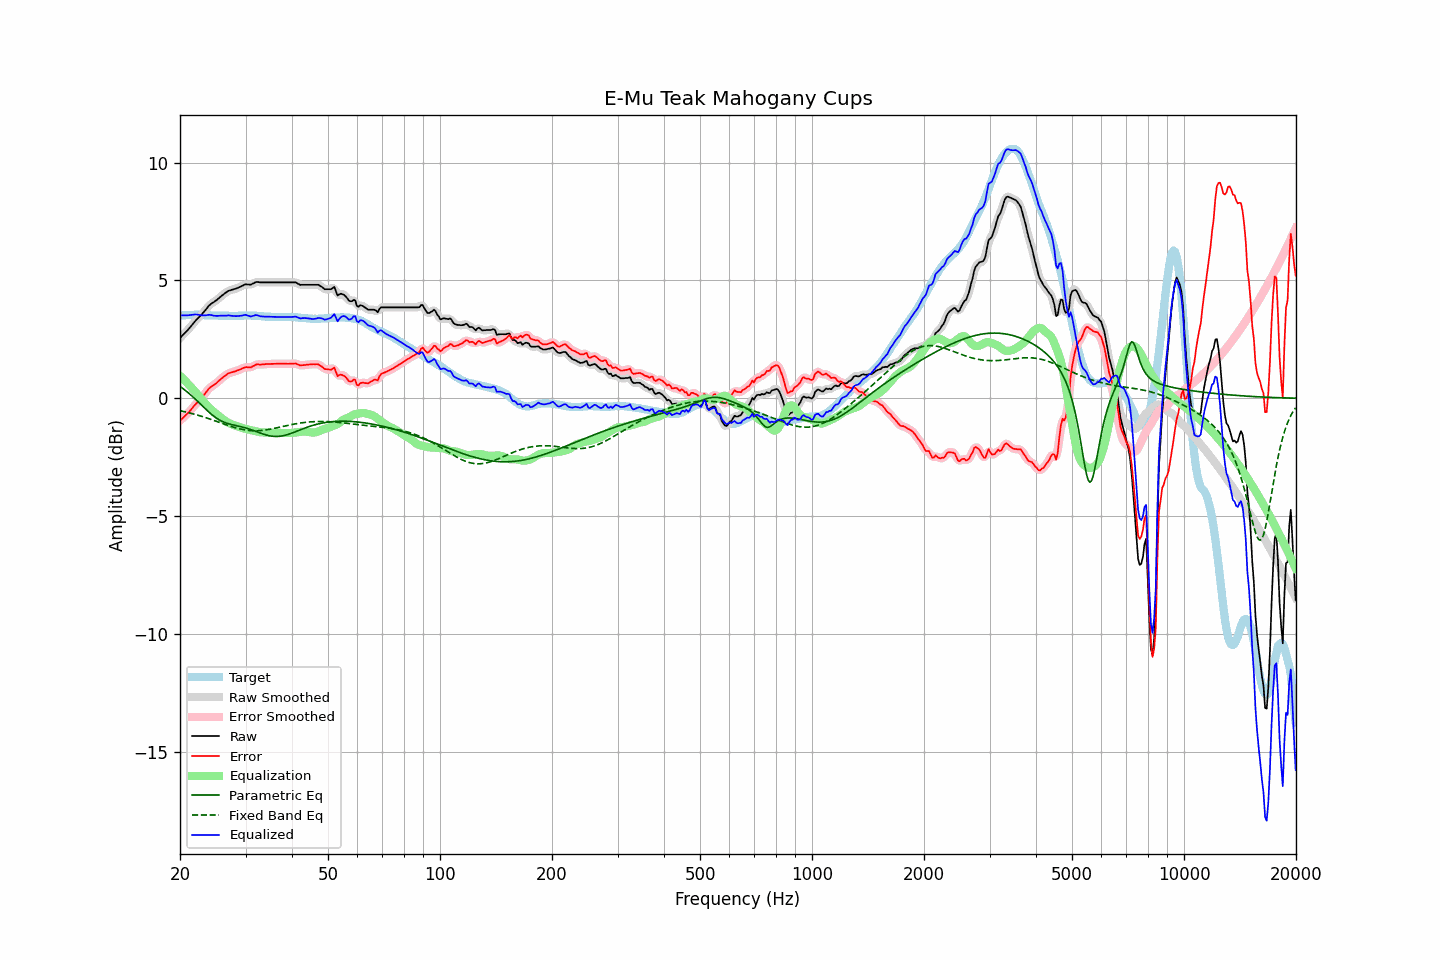 E-Mu Teak Mahogany Cups
Amplitude (dBr)
10
5
0
−5
−10
−15
Target
Raw Smoothed
Error Smoothed
Raw
Error
Equalization
Parametric Eq
Fixed Band Eq
Equalized
20 50 100 200 500 1000 2000 5000 10000 20000
Frequency (Hz)